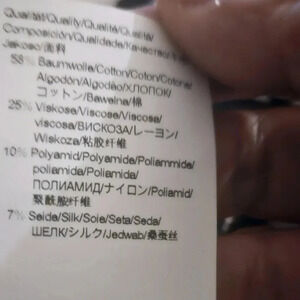 Qualität/Quality/Qualité/Qualità/
Composición/Qualidade/Качество/
Jakość/面料
58% Baumwolle/Cotton/Coton/Cotone/
Algodón/Algodão/ХЛОПОК/
コットン/Bawełna/棉
25% Viskose/Viscose/Viscosa/
viscosa/ВИСКОЗА/レーヨン/
Wiskoza/粘胶纤维
10% Polyamid/Polyamide/Poliammide/
poliamida/Poliamida/
ПОЛИАМИД/ナイロン/Poliamid/
聚酰胺纤维
7% Seide/Silk/Soie/Seta/Seda/
ШЕЛК/シルク/Jedwab/桑蚕丝